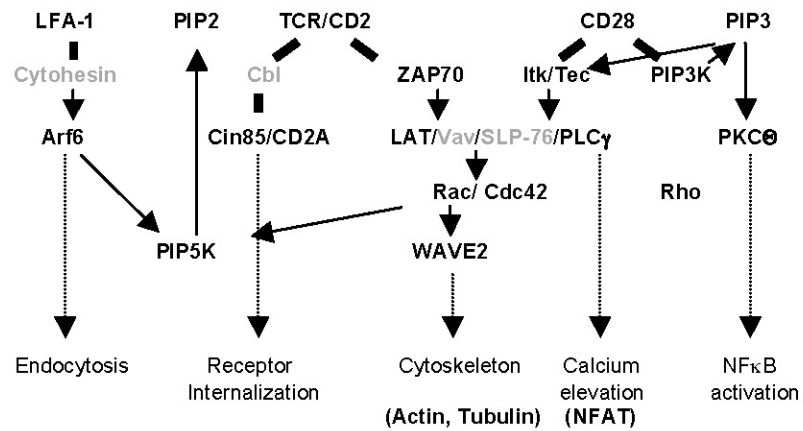 LFA-1 PIP2 TCR/CD2 CD28 PIP3
Cytohesin Cbl ZAP70 Itk/Tec PIP3K
Arf6 Cin85/CD2A LAT/Vav/SLP-76/PLCγ PKCΘ
Rac/ Cdc42 Rho
PIP5K WAVE2
Endocytosis Receptor Cytoskeleton Calcium NFκB
Internalization elevation activation
(Actin, Tubulin) (NFAT)